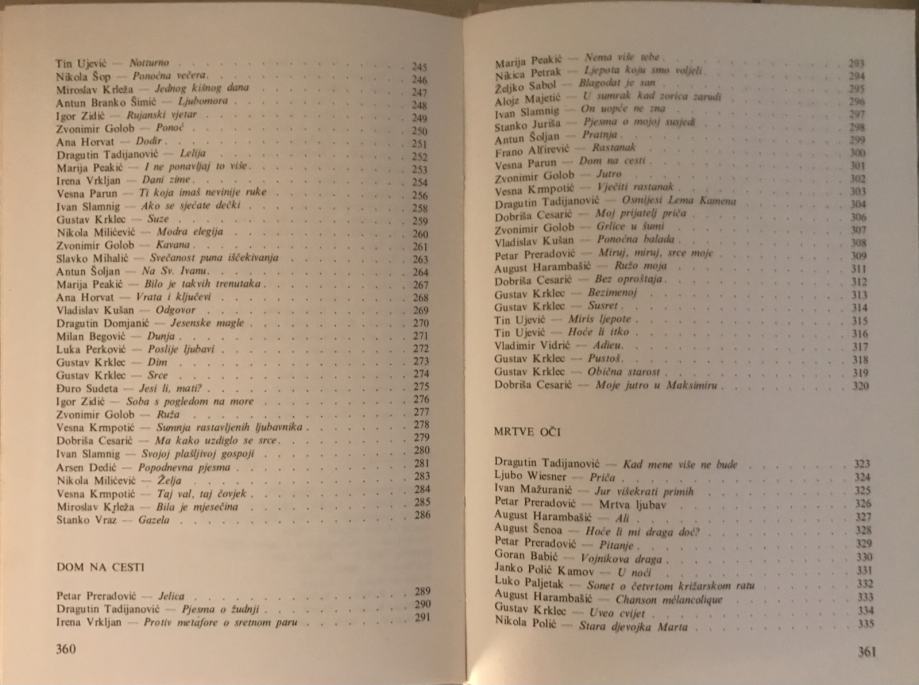 Tin Ujević — Notturno . . . 245
Nikola Šop — Ponoćna večera . . . 246
Miroslav Krleža — Jednog kišnog dana . . . 247
Antun Branko Šimić — Ljubomora . . . 248
Igor Zidić — Rujanski vjetar . . . 249
Zvonimir Golob — Ponoć . . . 250
Ana Horvat — Dodir . . . 251
Dragutin Tadijanović — Lelija . . . 252
Marija Peakić — I ne ponavljaj to više . . . 253
Irena Vrkljan — Dani zime . . . 254
Vesna Parun — Ti koja imaš nevinije ruke . . . 256
Ivan Slamnig — Ako se sjećate dečki . . . 258
Gustav Krklec — Suze . . . 259
Nikola Milićević — Modra elegija . . . 260
Zvonimir Golob — Kavana . . . 261
Slavko Mihalić — Svečanost puna iščekivanja . . . 263
Antun Šoljan — Na Sv. Ivanu . . . 264
Marija Peakić — Bilo je takvih trenutaka . . . 267
Ana Horvat — Vrata i ključevi . . . 268
Vladislav Kušan — Odgovor . . . 269
Dragutin Domjanić — Jesenske magle . . . 270
Milan Begović — Dunja . . . 271
Luka Perković — Poslije ljubavi . . . 272
Gustav Krklec — Dim . . . 273
Gustav Krklec — Srce . . . 274
Đuro Sudeta — Jesi li, mati? . . . 275
Igor Zidić — Soba s pogledom na more . . . 276
Zvonimir Golob — Ruža . . . 277
Vesna Krmpotić — Sumnja rastavljenih ljubavnika . . . 278
Dobriša Cesarić — Ma kako uzdiglo se srce . . . 279
Ivan Slamnig — Svojoj plašljivoj gospoji . . . 280
Arsen Dedić — Popodnevna pjesma . . . 281
Nikola Milićević — Želja . . . 283
Vesna Krmpotić — Taj val, taj čovjek . . . 284
Miroslav Krleža — Bila je mjesečina . . . 285
Stanko Vraz — Gazela . . . 286
DOM NA CESTI
Petar Preradović — Jelica . . . 289
Dragutin Tadijanović — Pjesma o žudnji . . . 290
Irena Vrkljan — Protiv metafore o sretnom paru . . . 291
360
Marija Peakić — Nema više tebe . . . 293
Nikica Petrak — Ljepota koju smo voljeli . . . 294
Željko Sabol — Blagodat je san . . . 295
Alojz Majetić — U sumrak kad zorica zarudi . . . 296
Ivan Slamnig — On uopće ne zna . . . 297
Stanko Juriša — Pjesma o mojoj susjedi . . . 298
Antun Šoljan — Pratnja . . . 299
Frano Alfirević — Rastanak . . . 300
Vesna Parun — Dom na cesti . . . 301
Zvonimir Golob — Jutro . . . 302
Vesna Krmpotić — Vječiti rastanak . . . 303
Dragutin Tadijanović — Osmijesi Lema Kamena . . . 304
Dobriša Cesarić — Moj prijatelj priča . . . 306
Zvonimir Golob — Grlice u šumi . . . 307
Vladislav Kušan — Ponoćna balada . . . 308
Petar Preradović — Miruj, miruj, srce moje . . . 309
August Harambašić — Ružo moja . . . 311
Dobriša Cesarić — Bez oproštaja . . . 312
Gustav Krklec — Bezimenoj . . . 313
Gustav Krklec — Susret . . . 314
Tin Ujević — Miris ljepote . . . 315
Tin Ujević — Hoće li itko . . . 316
Vladimir Vidrić — Adieu . . . 317
Gustav Krklec — Pustoš . . . 318
Gustav Krklec — Obična starost . . . 319
Dobriša Cesarić — Moje jutro u Maksimiru . . . 320
MRTVE OČI
Dragutin Tadijanović — Kad mene više ne bude . . . 323
Ljubo Wiesner — Priča . . . 324
Ivan Mažuranić — Jur višekrati primih . . . 325
Petar Preradović — Mrtva ljubav . . . 326
August Harambašić — Ali . . . 327
August Šenoa — Hoće li mi draga doć? . . . 328
Petar Preradović — Pitanje . . . 329
Goran Babić — Vojnikova draga . . . 330
Janko Polić Kamov — U noći . . . 331
Luko Paljetak — Sonet o četvrtom križarskom ratu . . . 332
August Harambašić — Chanson mélancolique . . . 333
Gustav Krklec — Uveo cvijet . . . 334
Nikola Polić — Stara djevojka Marta . . . 335
361